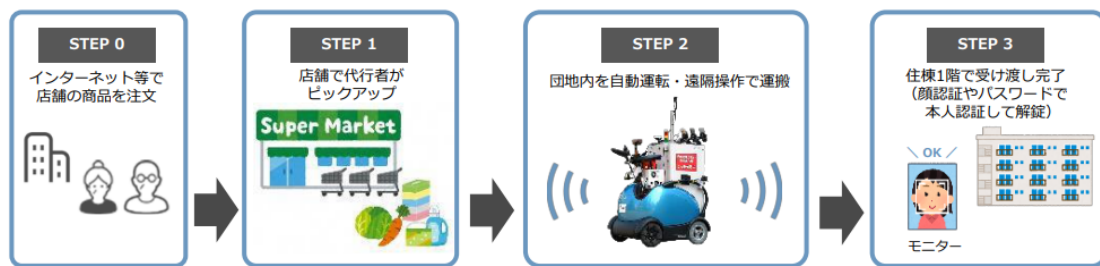 STEP 0
インターネット等で
店舗の商品を注文
STEP 1
店舗で代行者が
ピックアップ
Super Market
STEP 2
団地内を自動運転・遠隔操作で運搬
STEP 3
住棟1階で受け渡し完了
（顔認証やパスワードで
本人認証して解錠）
OK
モニター